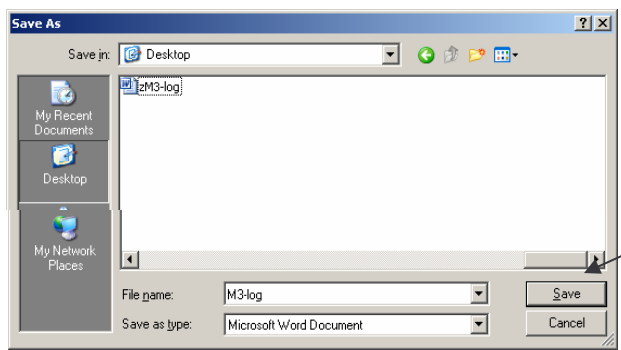 Save As
Save in: Desktop
zM3-log
My Recent
Documents
Desktop
My Network
Places
File name: M3-log Save
Save as type: Microsoft Word Document Cancel